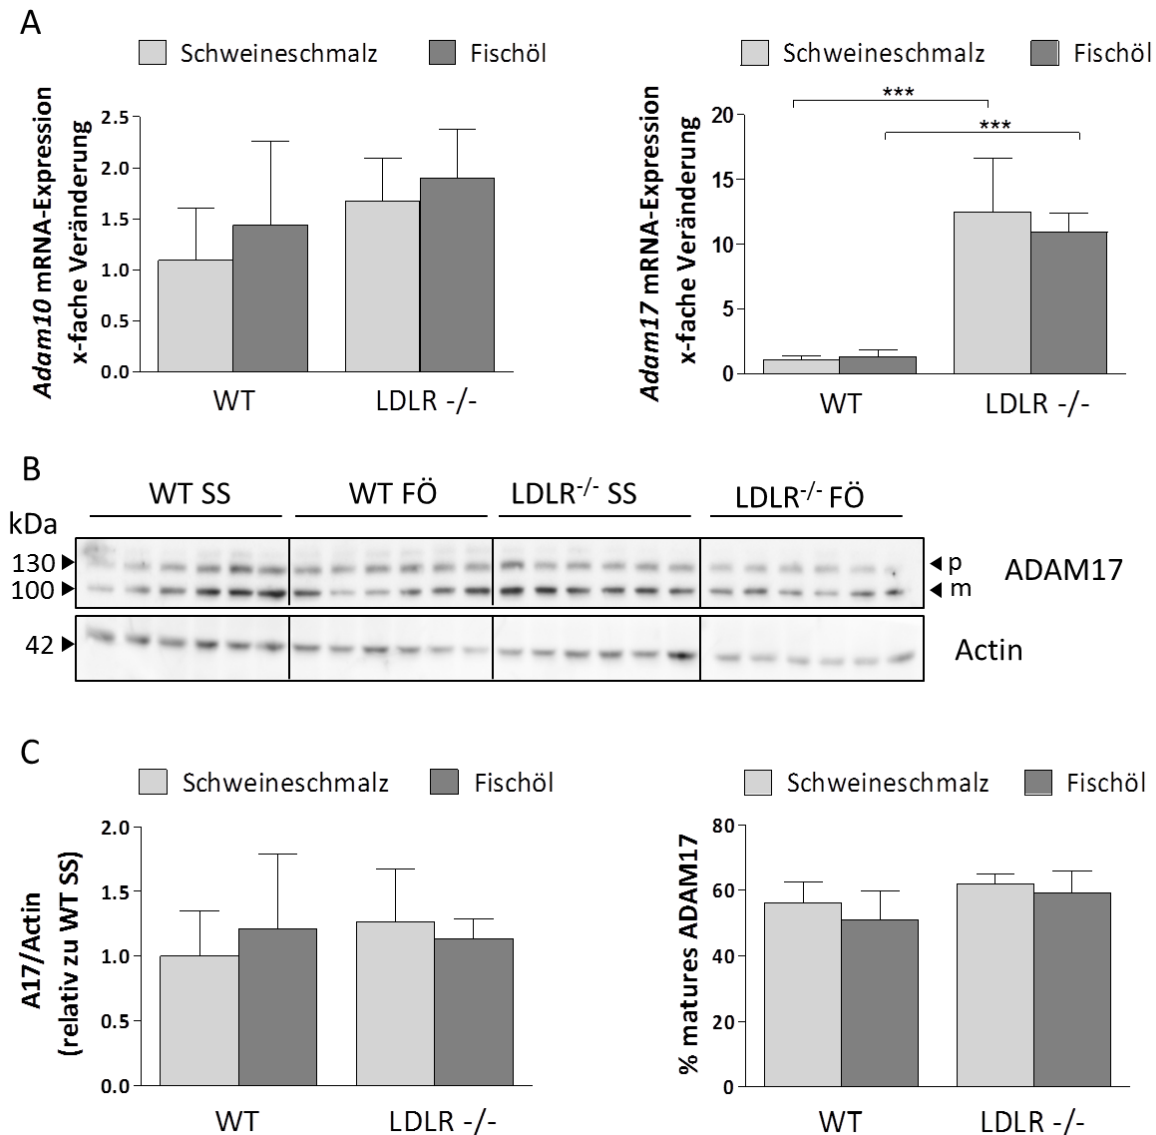 A
Schweineschmalz Fischöl
Adam10 mRNA-Expression
x-fache Veränderung
2.5
2.0
1.5
1.0
0.5
0.0
WT LDLR -/-
Schweineschmalz Fischöl
Adam17 mRNA-Expression
x-fache Veränderung
***
***
20
15
10
5
0
WT LDLR -/-
B
WT SS WT FÖ LDLR-/- SS LDLR-/- FÖ
kDa
130 p
ADAM17
100 m
42 Actin
C
Schweineschmalz Fischöl
A17/Actin
(relativ zu WT SS)
2.0
1.5
1.0
0.5
0.0
WT LDLR -/-
Schweineschmalz Fischöl
% matures ADAM17
80
60
40
20
0
WT LDLR -/-